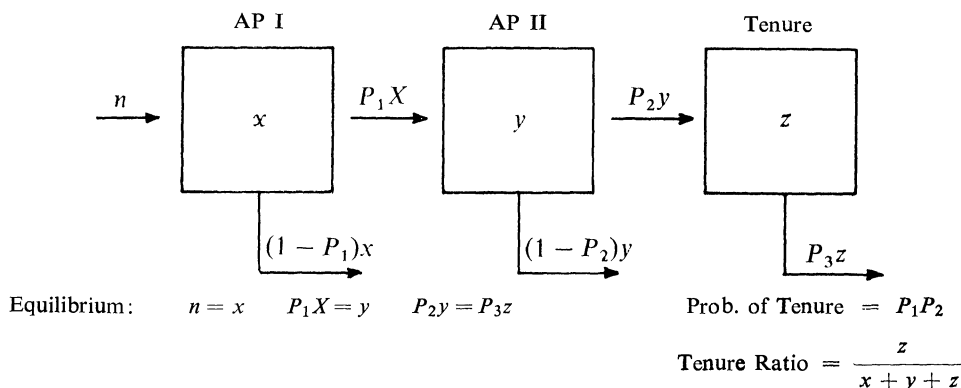 AP I AP II Tenure
n x P₁X y P₂y z
(1 − P₁)x (1 − P₂)y P₃z
Equilibrium: n = x P₁X = y P₂y = P₃z Prob. of Tenure = P₁P₂
Tenure Ratio = z / x + y + z